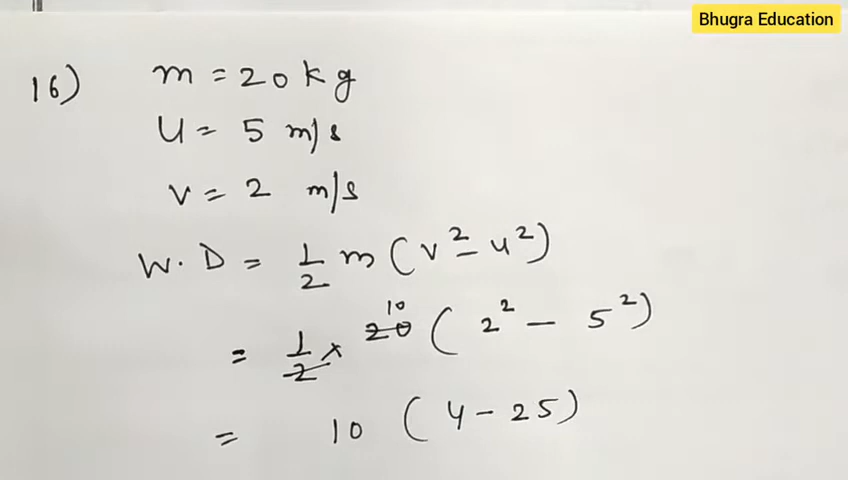 Bhugra Education
16) m = 20 kg
u = 5 m/s
v = 2 m/s
W.D = 1/2 m (v² - u²)
= 1/2 × 20 10 (2² - 5²)
= 10 (4 - 25)